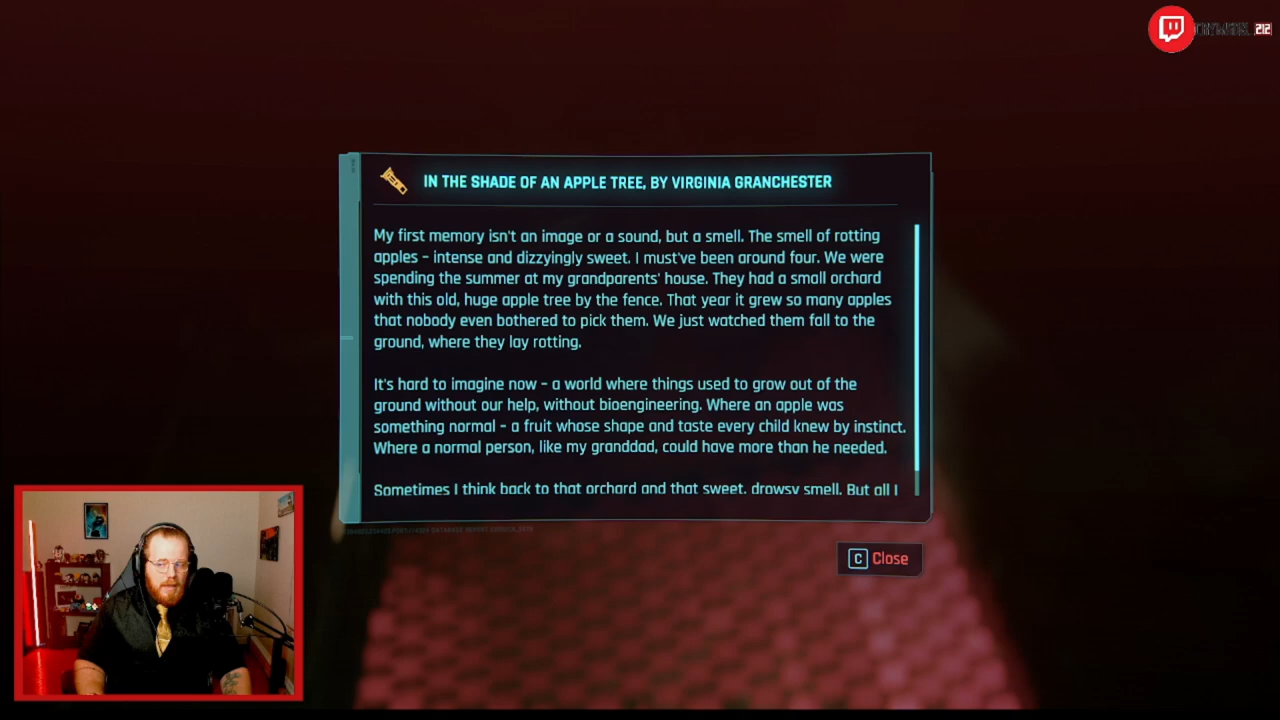 212
IN THE SHADE OF AN APPLE TREE, BY VIRGINIA GRANCHESTER
My first memory isn't an image or a sound, but a smell. The smell of rotting
apples – intense and dizzyingly sweet. I must've been around four. We were
spending the summer at my grandparents' house. They had a small orchard
with this old, huge apple tree by the fence. That year it grew so many apples
that nobody even bothered to pick them. We just watched them fall to the
ground, where they lay rotting.
It's hard to imagine now – a world where things used to grow out of the
ground without our help, without bioengineering. Where an apple was
something normal – a fruit whose shape and taste every child knew by instinct.
Where a normal person, like my granddad, could have more than he needed.
Sometimes I think back to that orchard and that sweet, drowsy smell. But all I
C Close